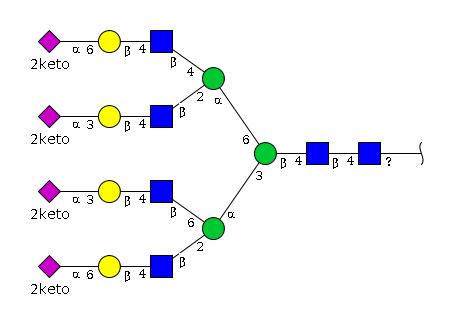 α 6 β 4
2keto β 4
2 α
α 3 β 4 β
2keto
6
β 4 β 4 ?
3
α 3 β 4 α
2keto β 6
2
α 6 β 4 β
2keto